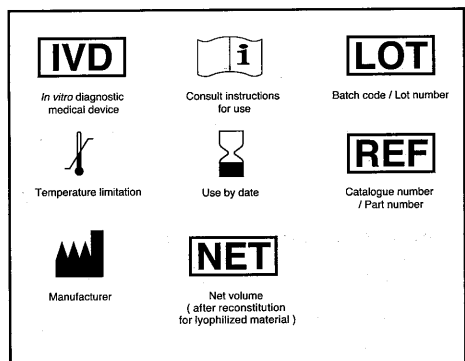 IVD
In vitro diagnostic
medical device
i
Consult instructions
for use
LOT
Batch code / Lot number
Temperature limitation
Use by date
REF
Catalogue number
/ Part number
Manufacturer
NET
Net volume
( after reconstitution
for lyophilized material )